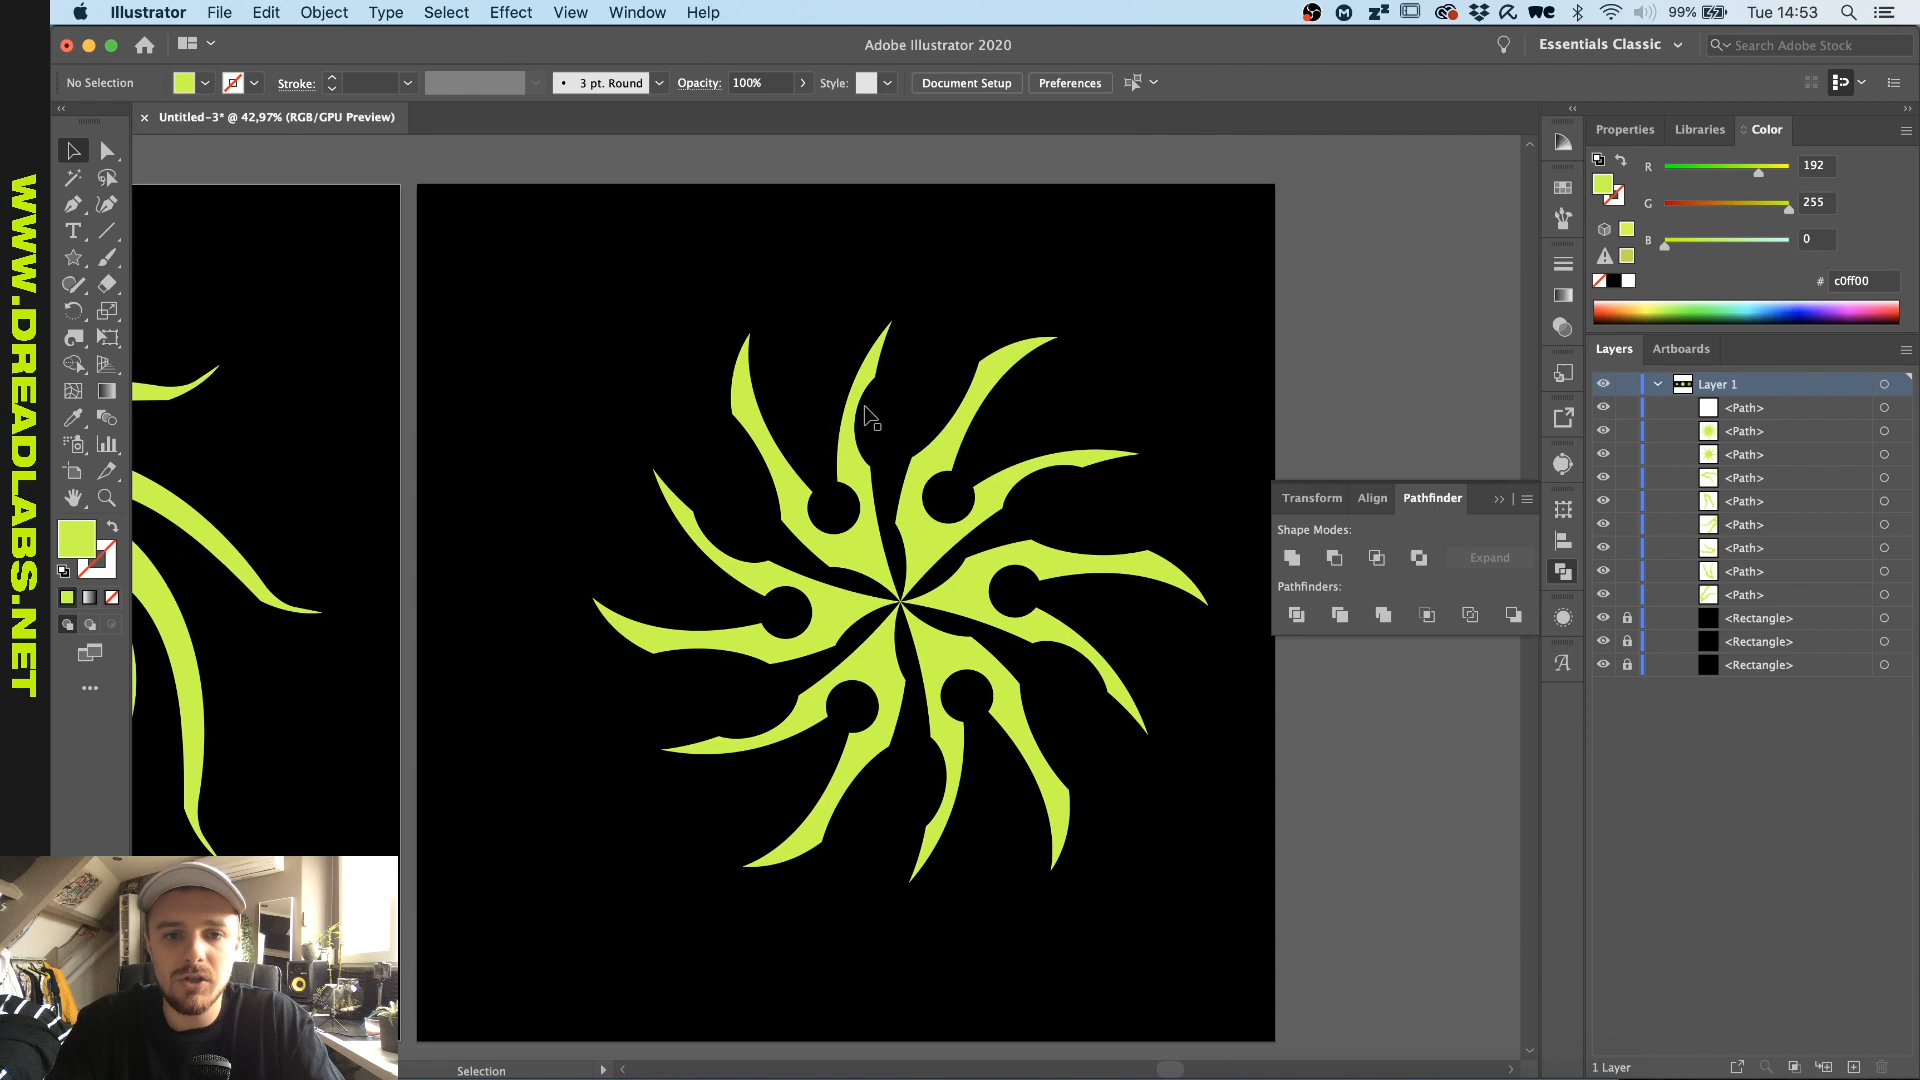 Illustrator File Edit Object Type Select Effect View Window Help
99% Tue 14:53
Adobe Illustrator 2020
Essentials Classic
Search Adobe Stock
No Selection
Stroke:
3 pt. Round
Opacity: 100%
Style:
Document Setup
Preferences
Untitled-3* @ 42,97% (RGB/GPU Preview)
WWW.DREADLABS.NET
Properties Libraries Color
R 192
G 255
B 0
# c0ff00
Layers Artboards
Layer 1
<Path>
<Path>
<Path>
<Path>
<Path>
<Path>
<Path>
<Path>
<Path>
<Rectangle>
<Rectangle>
<Rectangle>
Transform Align Pathfinder
Shape Modes:
Expand
Pathfinders:
Selection
1 Layer